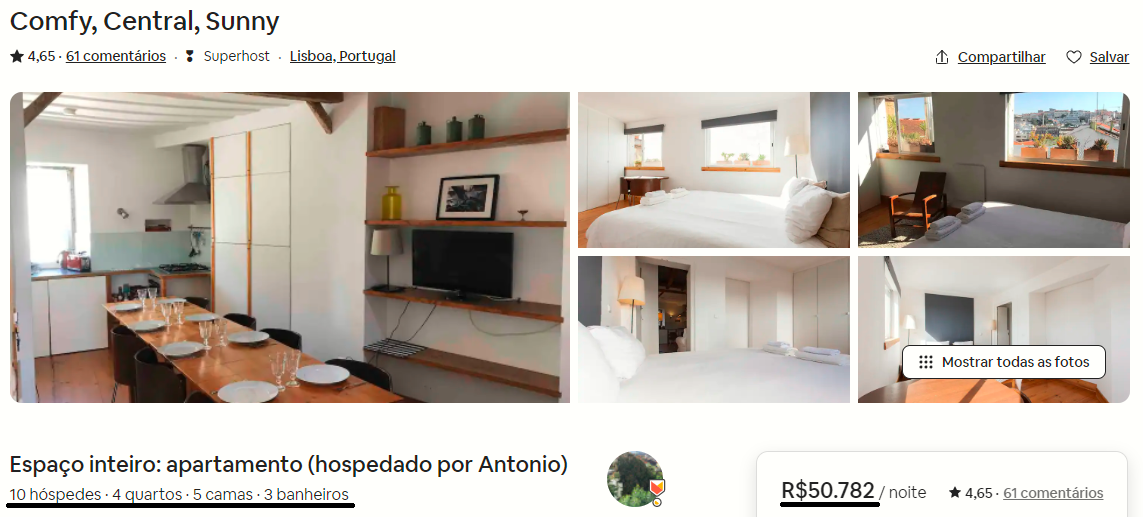 Comfy, Central, Sunny
4,65 · 61 comentários · Superhost · Lisboa, Portugal
Compartilhar
Salvar
Mostrar todas as fotos
Espaço inteiro: apartamento (hospedado por Antonio)
10 hóspedes · 4 quartos · 5 camas · 3 banheiros
R$50.782 / noite
4,65 · 61 comentários